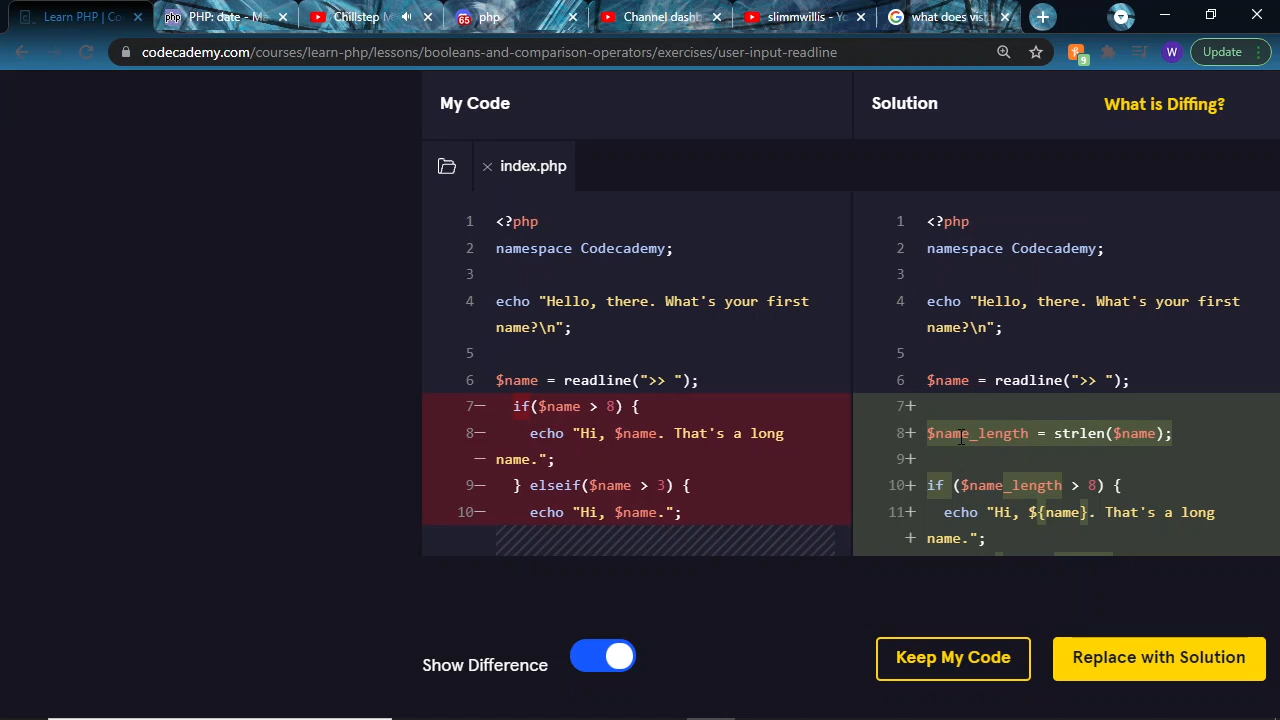 Learn PHP | Co
PHP: date - Ma
Chillstep M
php
Channel dashb
slimmwillis - Yo
what does vist
codecademy.com/courses/learn-php/lessons/booleans-and-comparison-operators/exercises/user-input-readline
9
W
Update
My Code
Solution
What is Diffing?
index.php
1 <?php
2 namespace Codecademy;
3
4 echo "Hello, there. What's your first
name?\n";
5
6 $name = readline(">> ");
7— if($name > 8) {
8— echo "Hi, $name. That's a long
— name.";
9— } elseif($name > 3) {
10— echo "Hi, $name.";
1 <?php
2 namespace Codecademy;
3
4 echo "Hello, there. What's your first
name?\n";
5
6 $name = readline(">> ");
7+
8+ $name_length = strlen($name);
9+
10+ if ($name_length > 8) {
11+ echo "Hi, ${name}. That's a long
+ name.";
Show Difference
Keep My Code
Replace with Solution